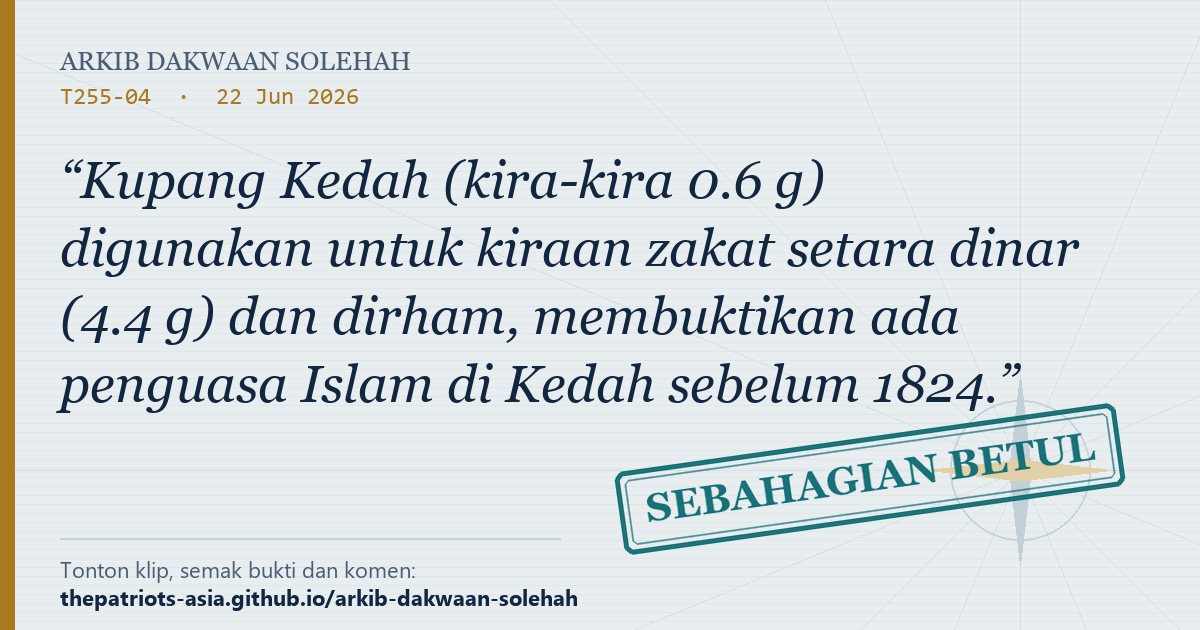 ARKIB DAKWAAN SOLEHAH
T255-04 · 22 Jun 2026
“Kupang Kedah (kira-kira 0.6 g)
digunakan untuk kiraan zakat setara dinar
(4.4 g) dan dirham, membuktikan ada
penguasa Islam di Kedah sebelum 1824.”
SEBAHAGIAN BETUL
Tonton klip, semak bukti dan komen:
thepatriots-asia.github.io/arkib-dakwaan-solehah